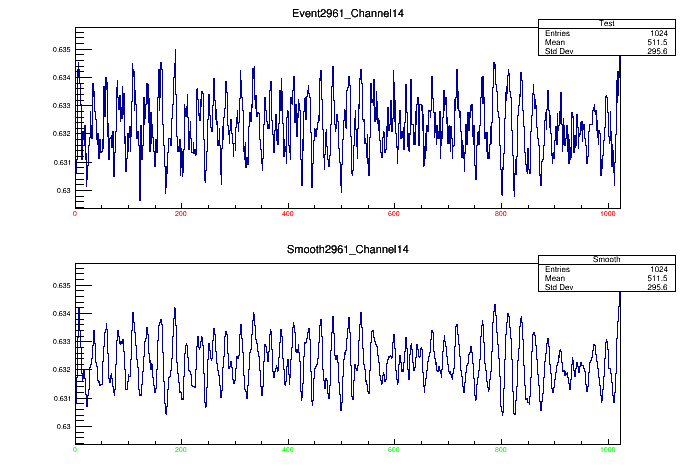 Event2961_Channel14
Test
Entries 1024
Mean 511.5
Std Dev 295.6
0.635
0.634
0.633
0.632
0.631
0.63
0 200 400 600 800 1000
Smooth2961_Channel14
Smooth
Entries 1024
Mean 511.5
Std Dev 295.6
0.635
0.634
0.633
0.632
0.631
0.63
0 200 400 600 800 1000